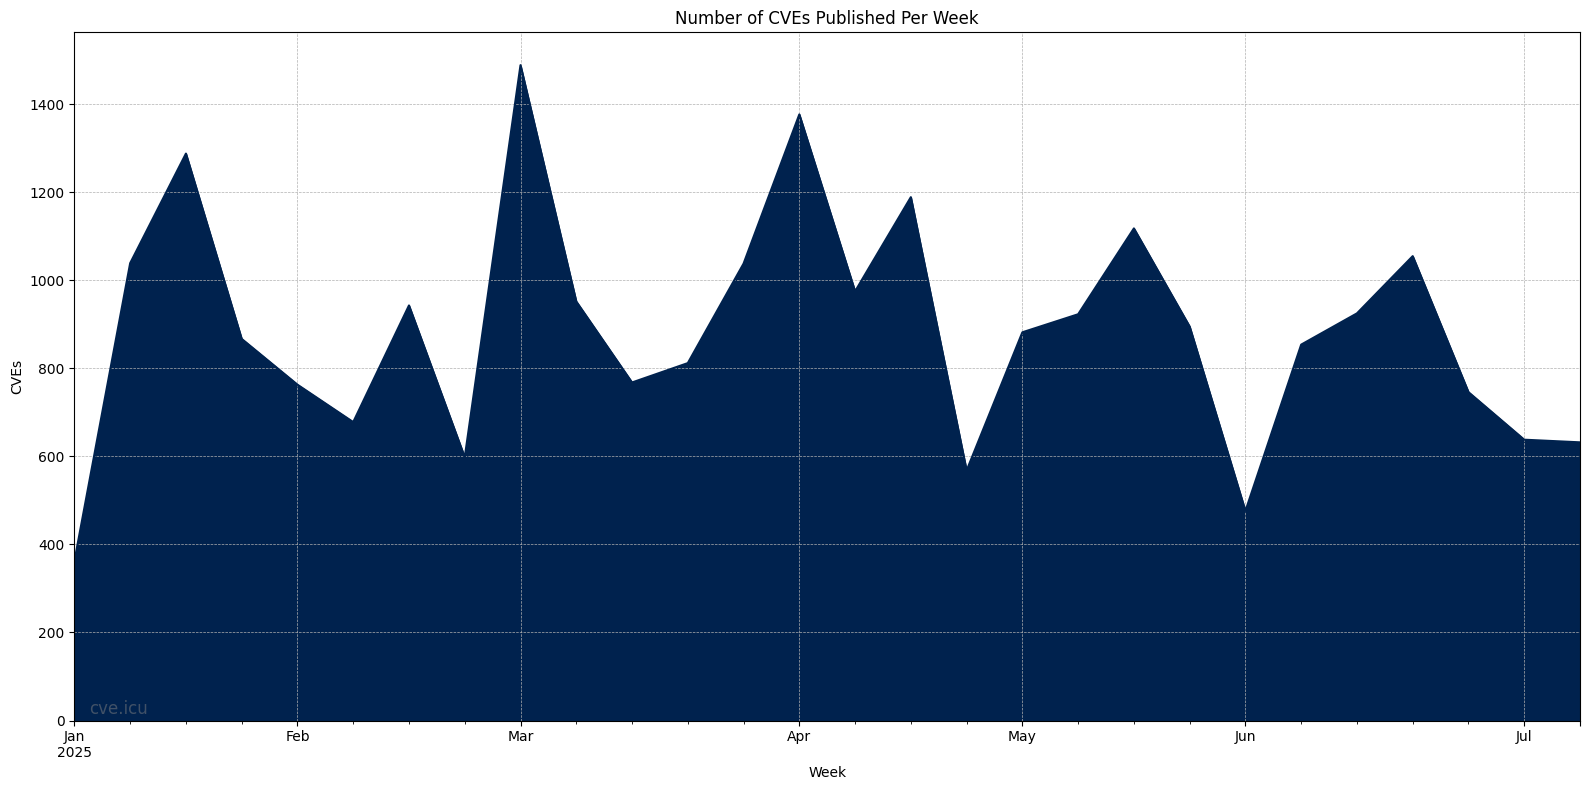 Number of CVEs Published Per Week
1400
1200
1000
800
600
400
200
0
CVEs
cve.icu
Jan Feb Mar Apr May Jun Jul
2025
Week